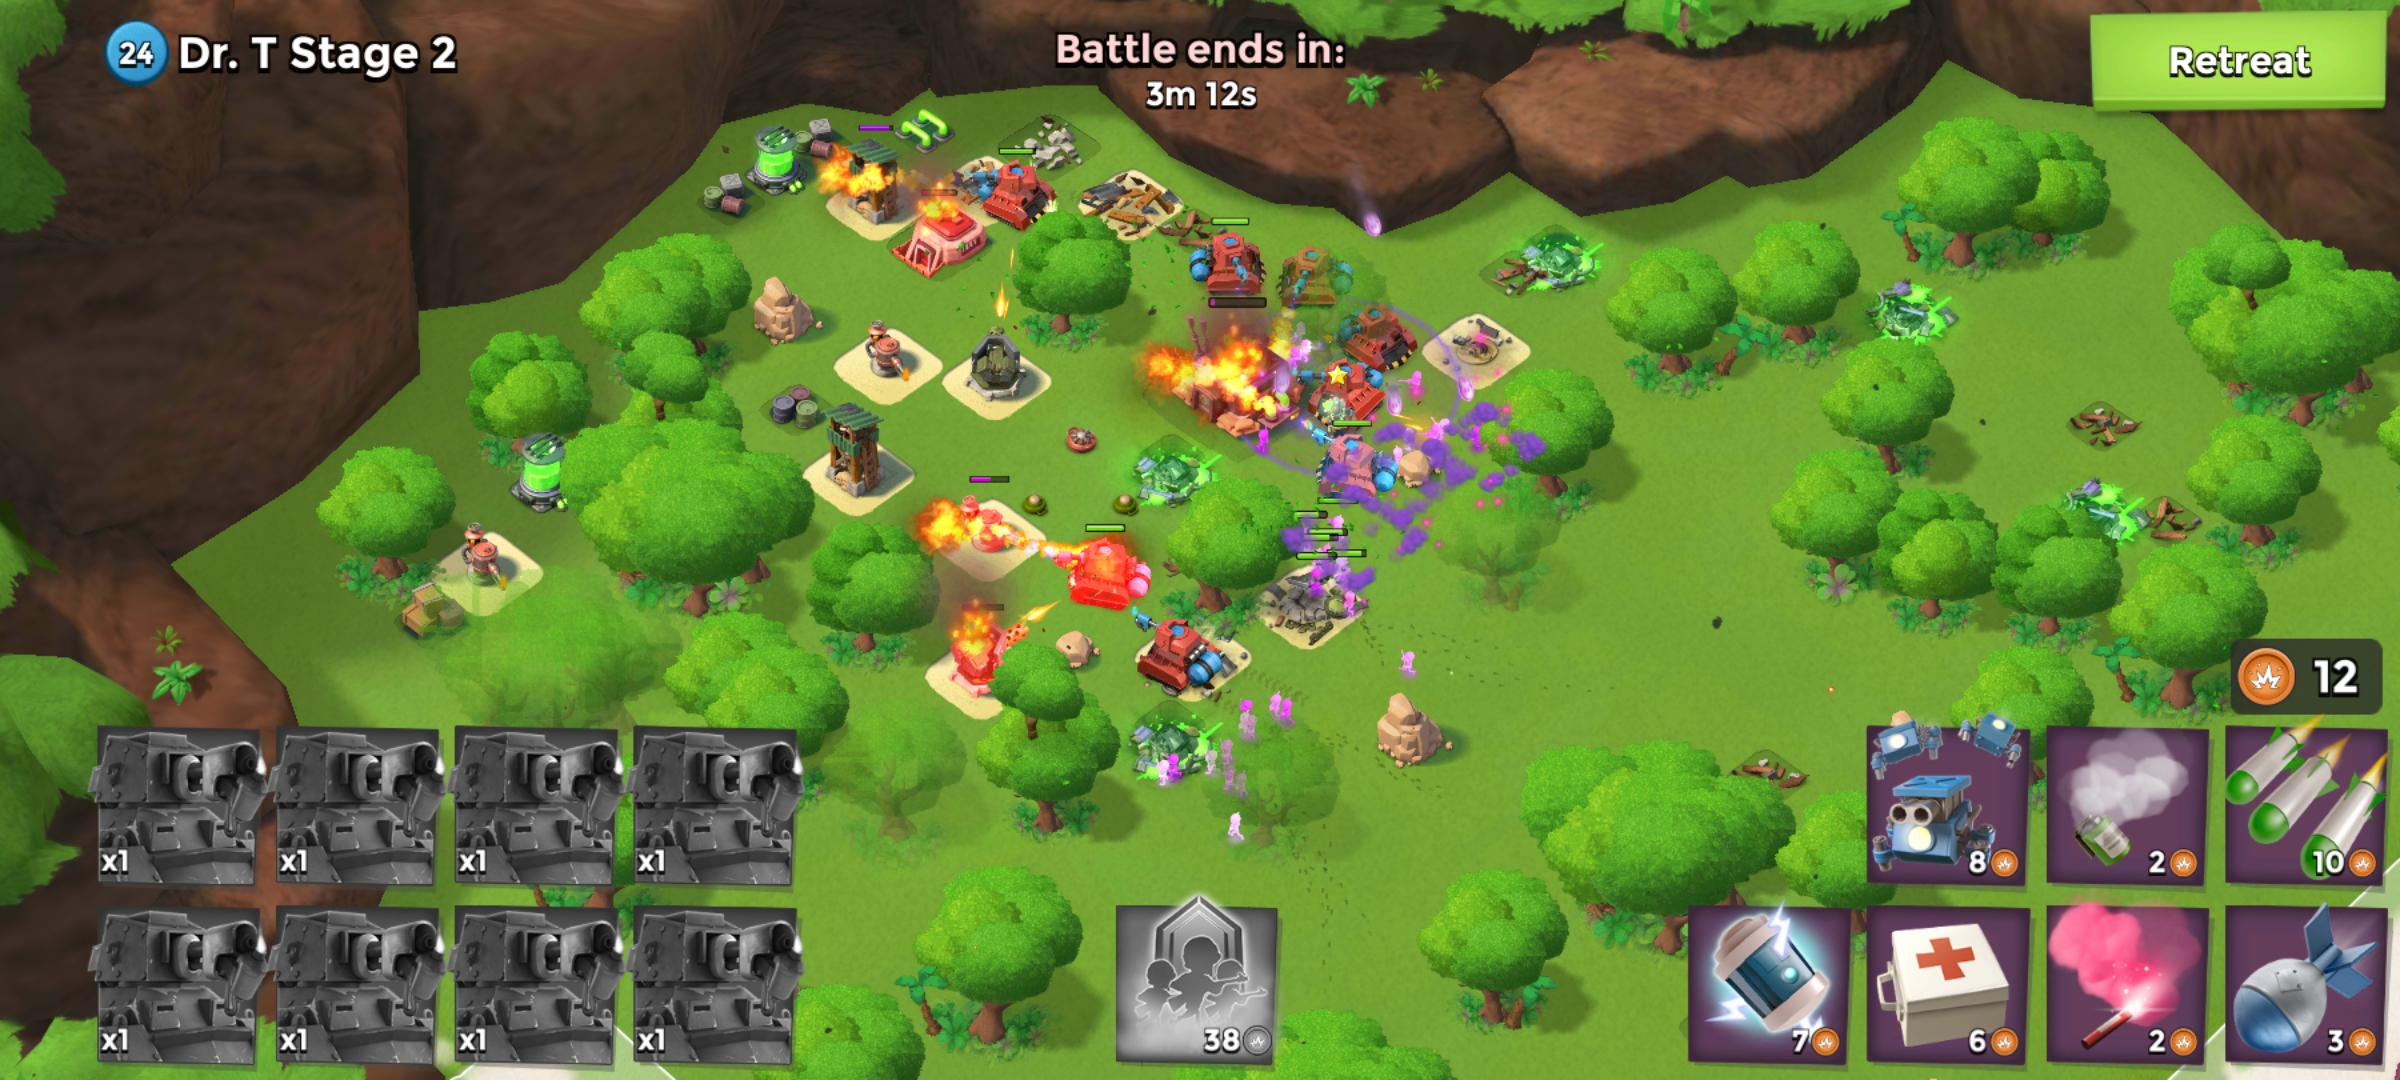 24 Dr. T Stage 2
Battle ends in:
3m 12s
Retreat
12
x1 x1 x1 x1
8 2 10
x1 x1 x1 x1
38
7 6 2 3